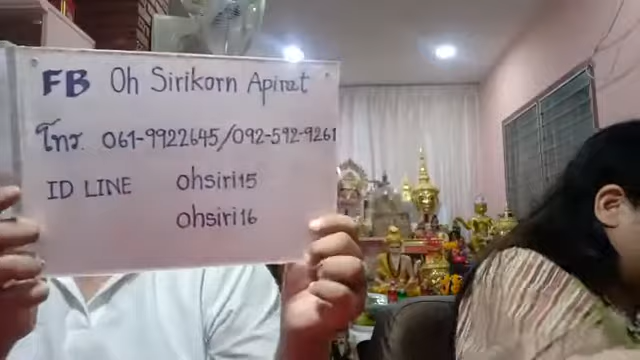 FB Oh Sirikorn Apirat
โทร. 061-9922645/092-592-9261
ID LINE ohsiri15
ohsiri16